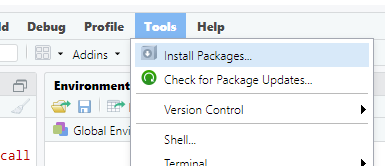 ld Debug Profile Tools Help
Addins
Install Packages...
Check for Package Updates...
Environ
Version Control
Global Envi
Shell...
call
Terminal